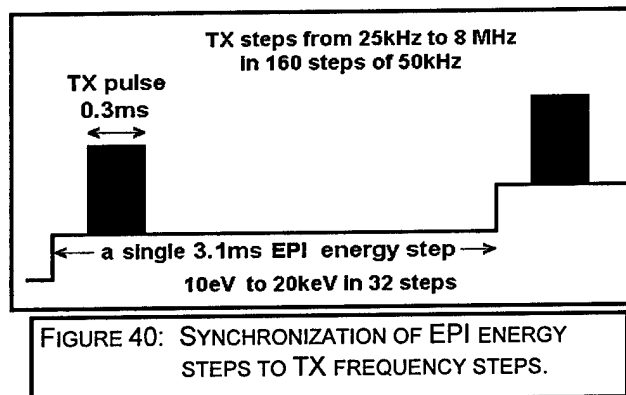 TX steps from 25kHz to 8 MHz
in 160 steps of 50kHz
TX pulse
0.3ms
a single 3.1ms EPI energy step
10eV to 20keV in 32 steps
FIGURE 40: SYNCHRONIZATION OF EPI ENERGY
STEPS TO TX FREQUENCY STEPS.